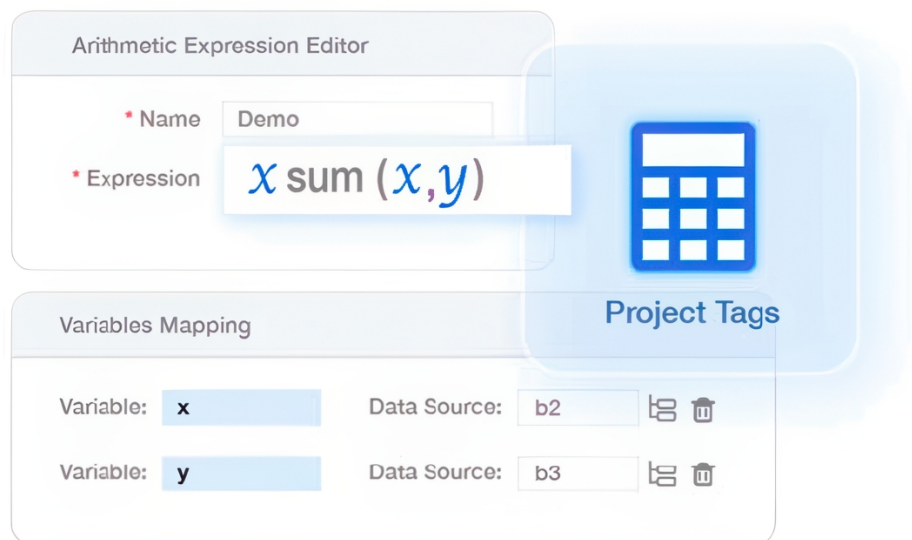 Arithmetic Expression Editor
* Name Demo
* Expression x sum (x,y)
Project Tags
Variables Mapping
Variable: x Data Source: b2
Variable: y Data Source: b3